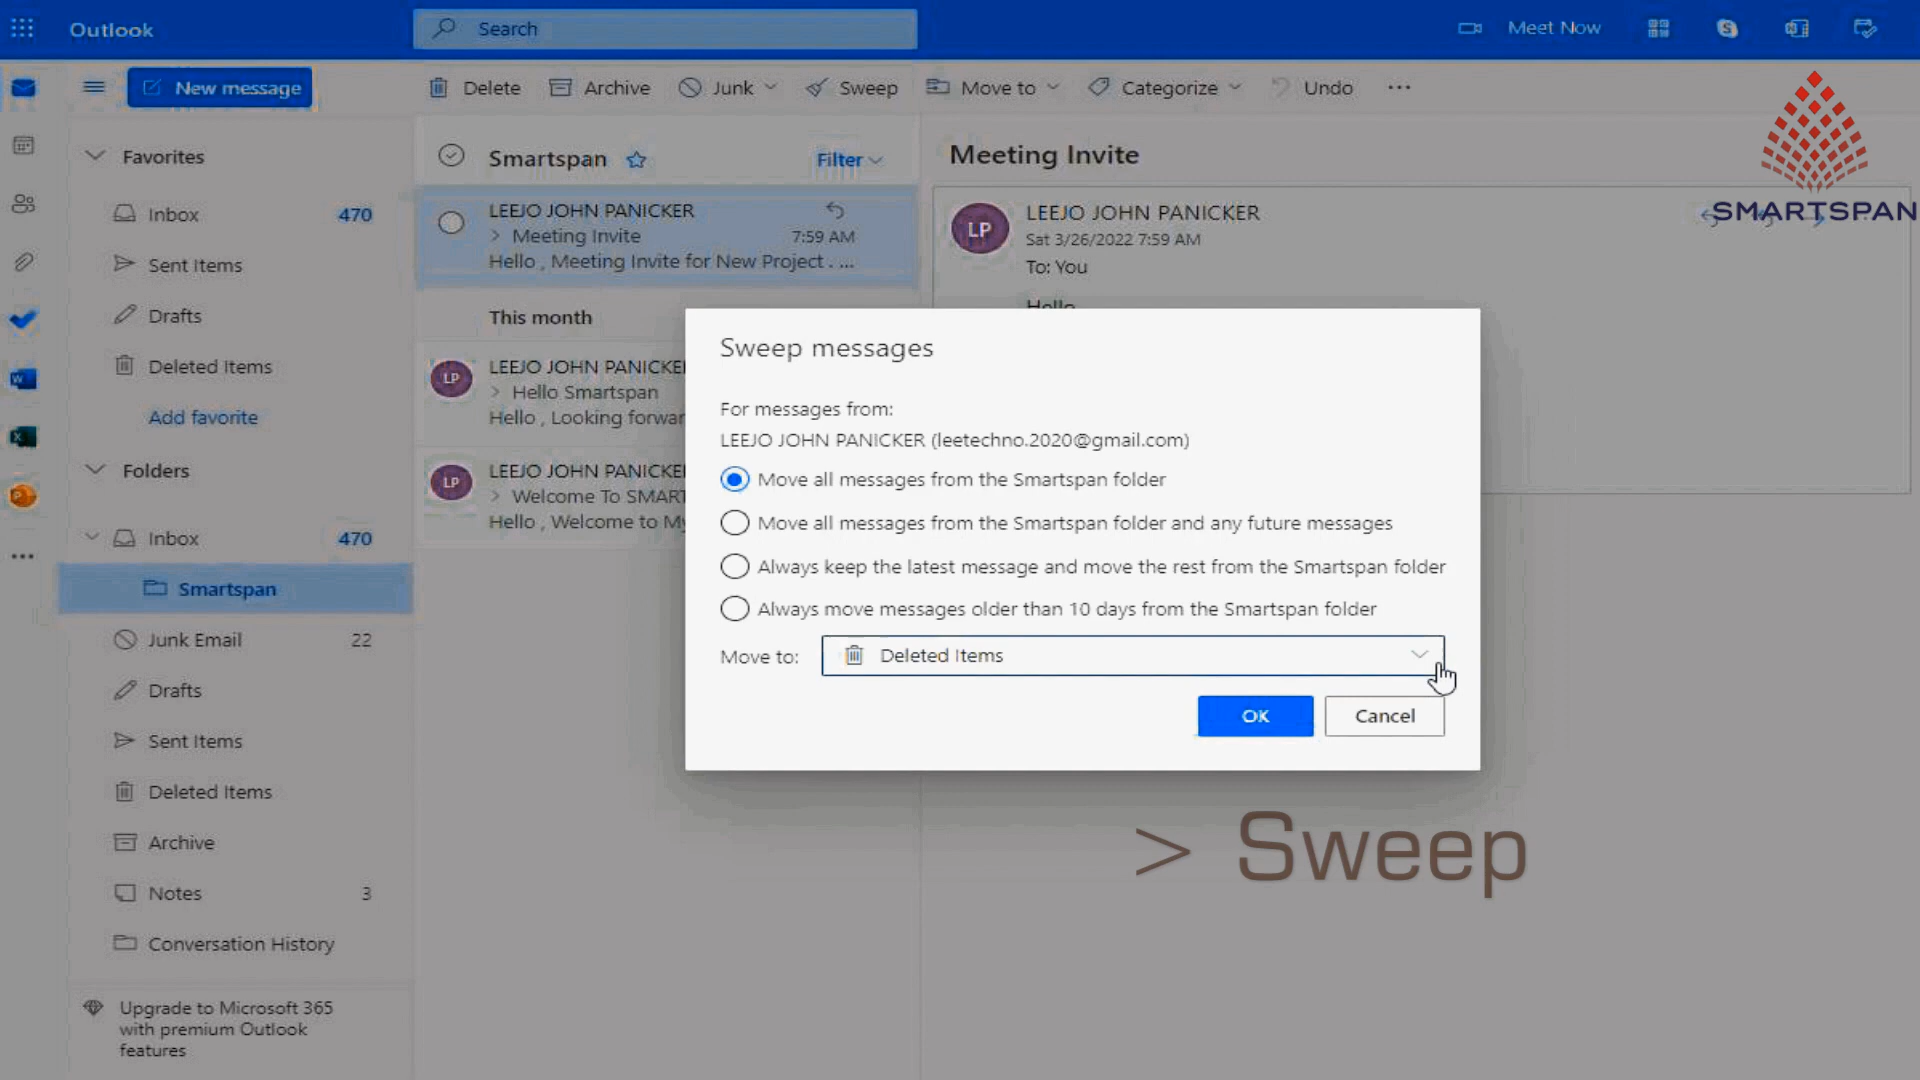 Outlook
Search
Meet Now
New message
Delete
Archive
Junk
Sweep
Move to
Categorize
Undo
SMARTSPAN
Favorites
Inbox 470
Sent Items
Drafts
Deleted Items
Add favorite
Folders
Inbox 470
Smartspan
Junk Email 22
Drafts
Sent Items
Deleted Items
Archive
Notes 3
Conversation History
Upgrade to Microsoft 365
with premium Outlook
features
Smartspan
Filter
LEEJO JOHN PANICKER
> Meeting Invite 7:59 AM
Hello , Meeting Invite for New Project . ...
This month
LP
LEEJO JOHN PANICKER
> Hello Smartspan
Hello , Looking forwar
LP
LEEJO JOHN PANICKER
> Welcome To SMART
Hello , Welcome to My
Meeting Invite
LP
LEEJO JOHN PANICKER
Sat 3/26/2022 7:59 AM
To: You
Hello
Sweep messages
For messages from:
LEEJO JOHN PANICKER (leetechno.2020@gmail.com)
Move all messages from the Smartspan folder
Move all messages from the Smartspan folder and any future messages
Always keep the latest message and move the rest from the Smartspan folder
Always move messages older than 10 days from the Smartspan folder
Move to: Deleted Items
OK
Cancel
> Sweep